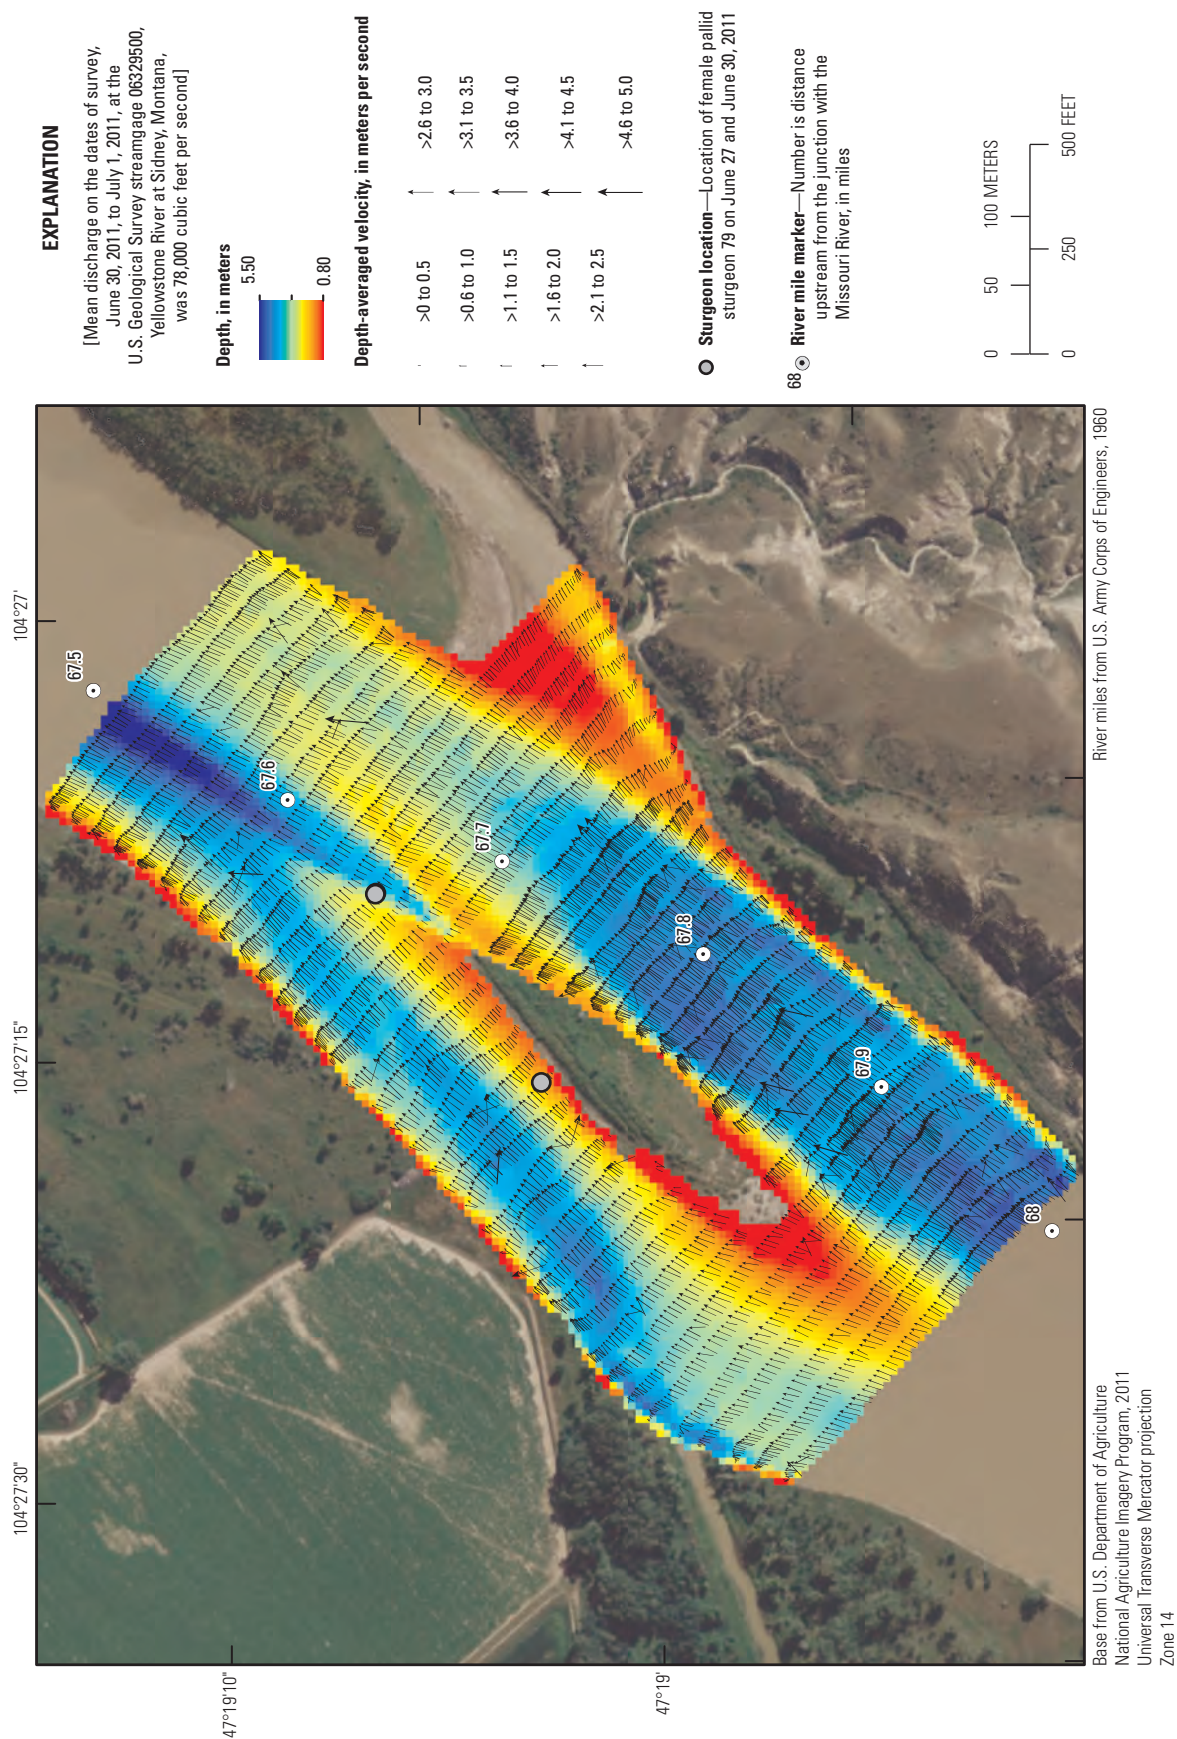 104°27'30"
104°27'15"
104°27'
47°19'10"
47°19'
67.5
67.6
67.7
67.8
67.9
68
Base from U.S. Department of Agriculture
National Agriculture Imagery Program, 2011
Universal Transverse Mercator projection
Zone 14
River miles from U.S. Army Corps of Engineers, 1960
EXPLANATION
[Mean discharge on the dates of survey,
June 30, 2011, to July 1, 2011, at the
U.S. Geological Survey streamgage 06329500,
Yellowstone River at Sidney, Montana,
was 78,000 cubic feet per second]
Depth, in meters
5.50
0.80
Depth-averaged velocity, in meters per second
>0 to 0.5
>0.6 to 1.0
>1.1 to 1.5
>1.6 to 2.0
>2.1 to 2.5
>2.6 to 3.0
>3.1 to 3.5
>3.6 to 4.0
>4.1 to 4.5
>4.6 to 5.0
Sturgeon location—Location of female pallid
sturgeon 79 on June 27 and June 30, 2011
68 River mile marker—Number is distance
upstream from the junction with the
Missouri River, in miles
0 50 100 METERS
0 250 500 FEET